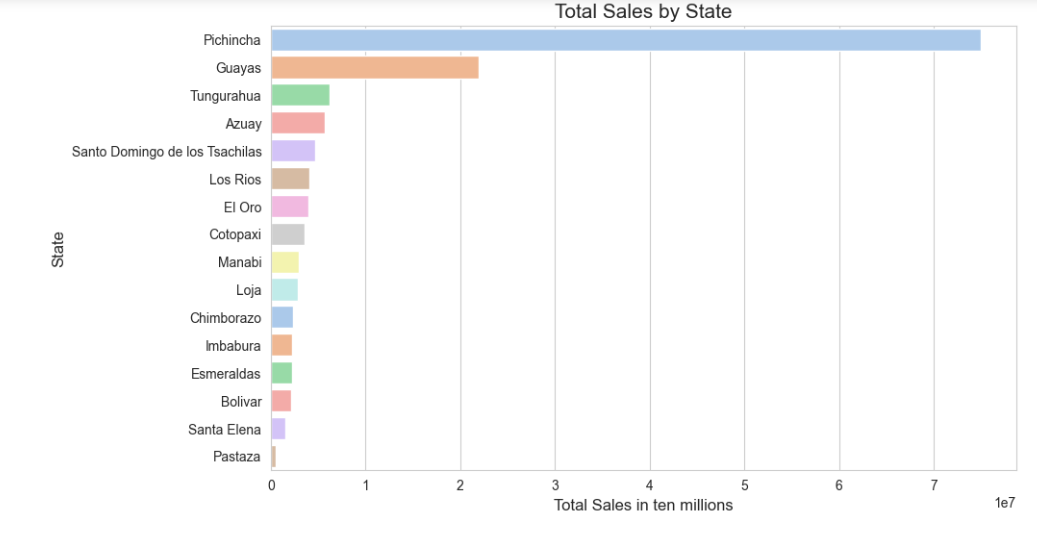 Total Sales by State
Pichincha
Guayas
Tungurahua
Azuay
Santo Domingo de los Tsachilas
Los Rios
El Oro
Cotopaxi
State
Manabi
Loja
Chimborazo
Imbabura
Esmeraldas
Bolivar
Santa Elena
Pastaza
0 1 2 3 4 5 6 7
Total Sales in ten millions
1e7